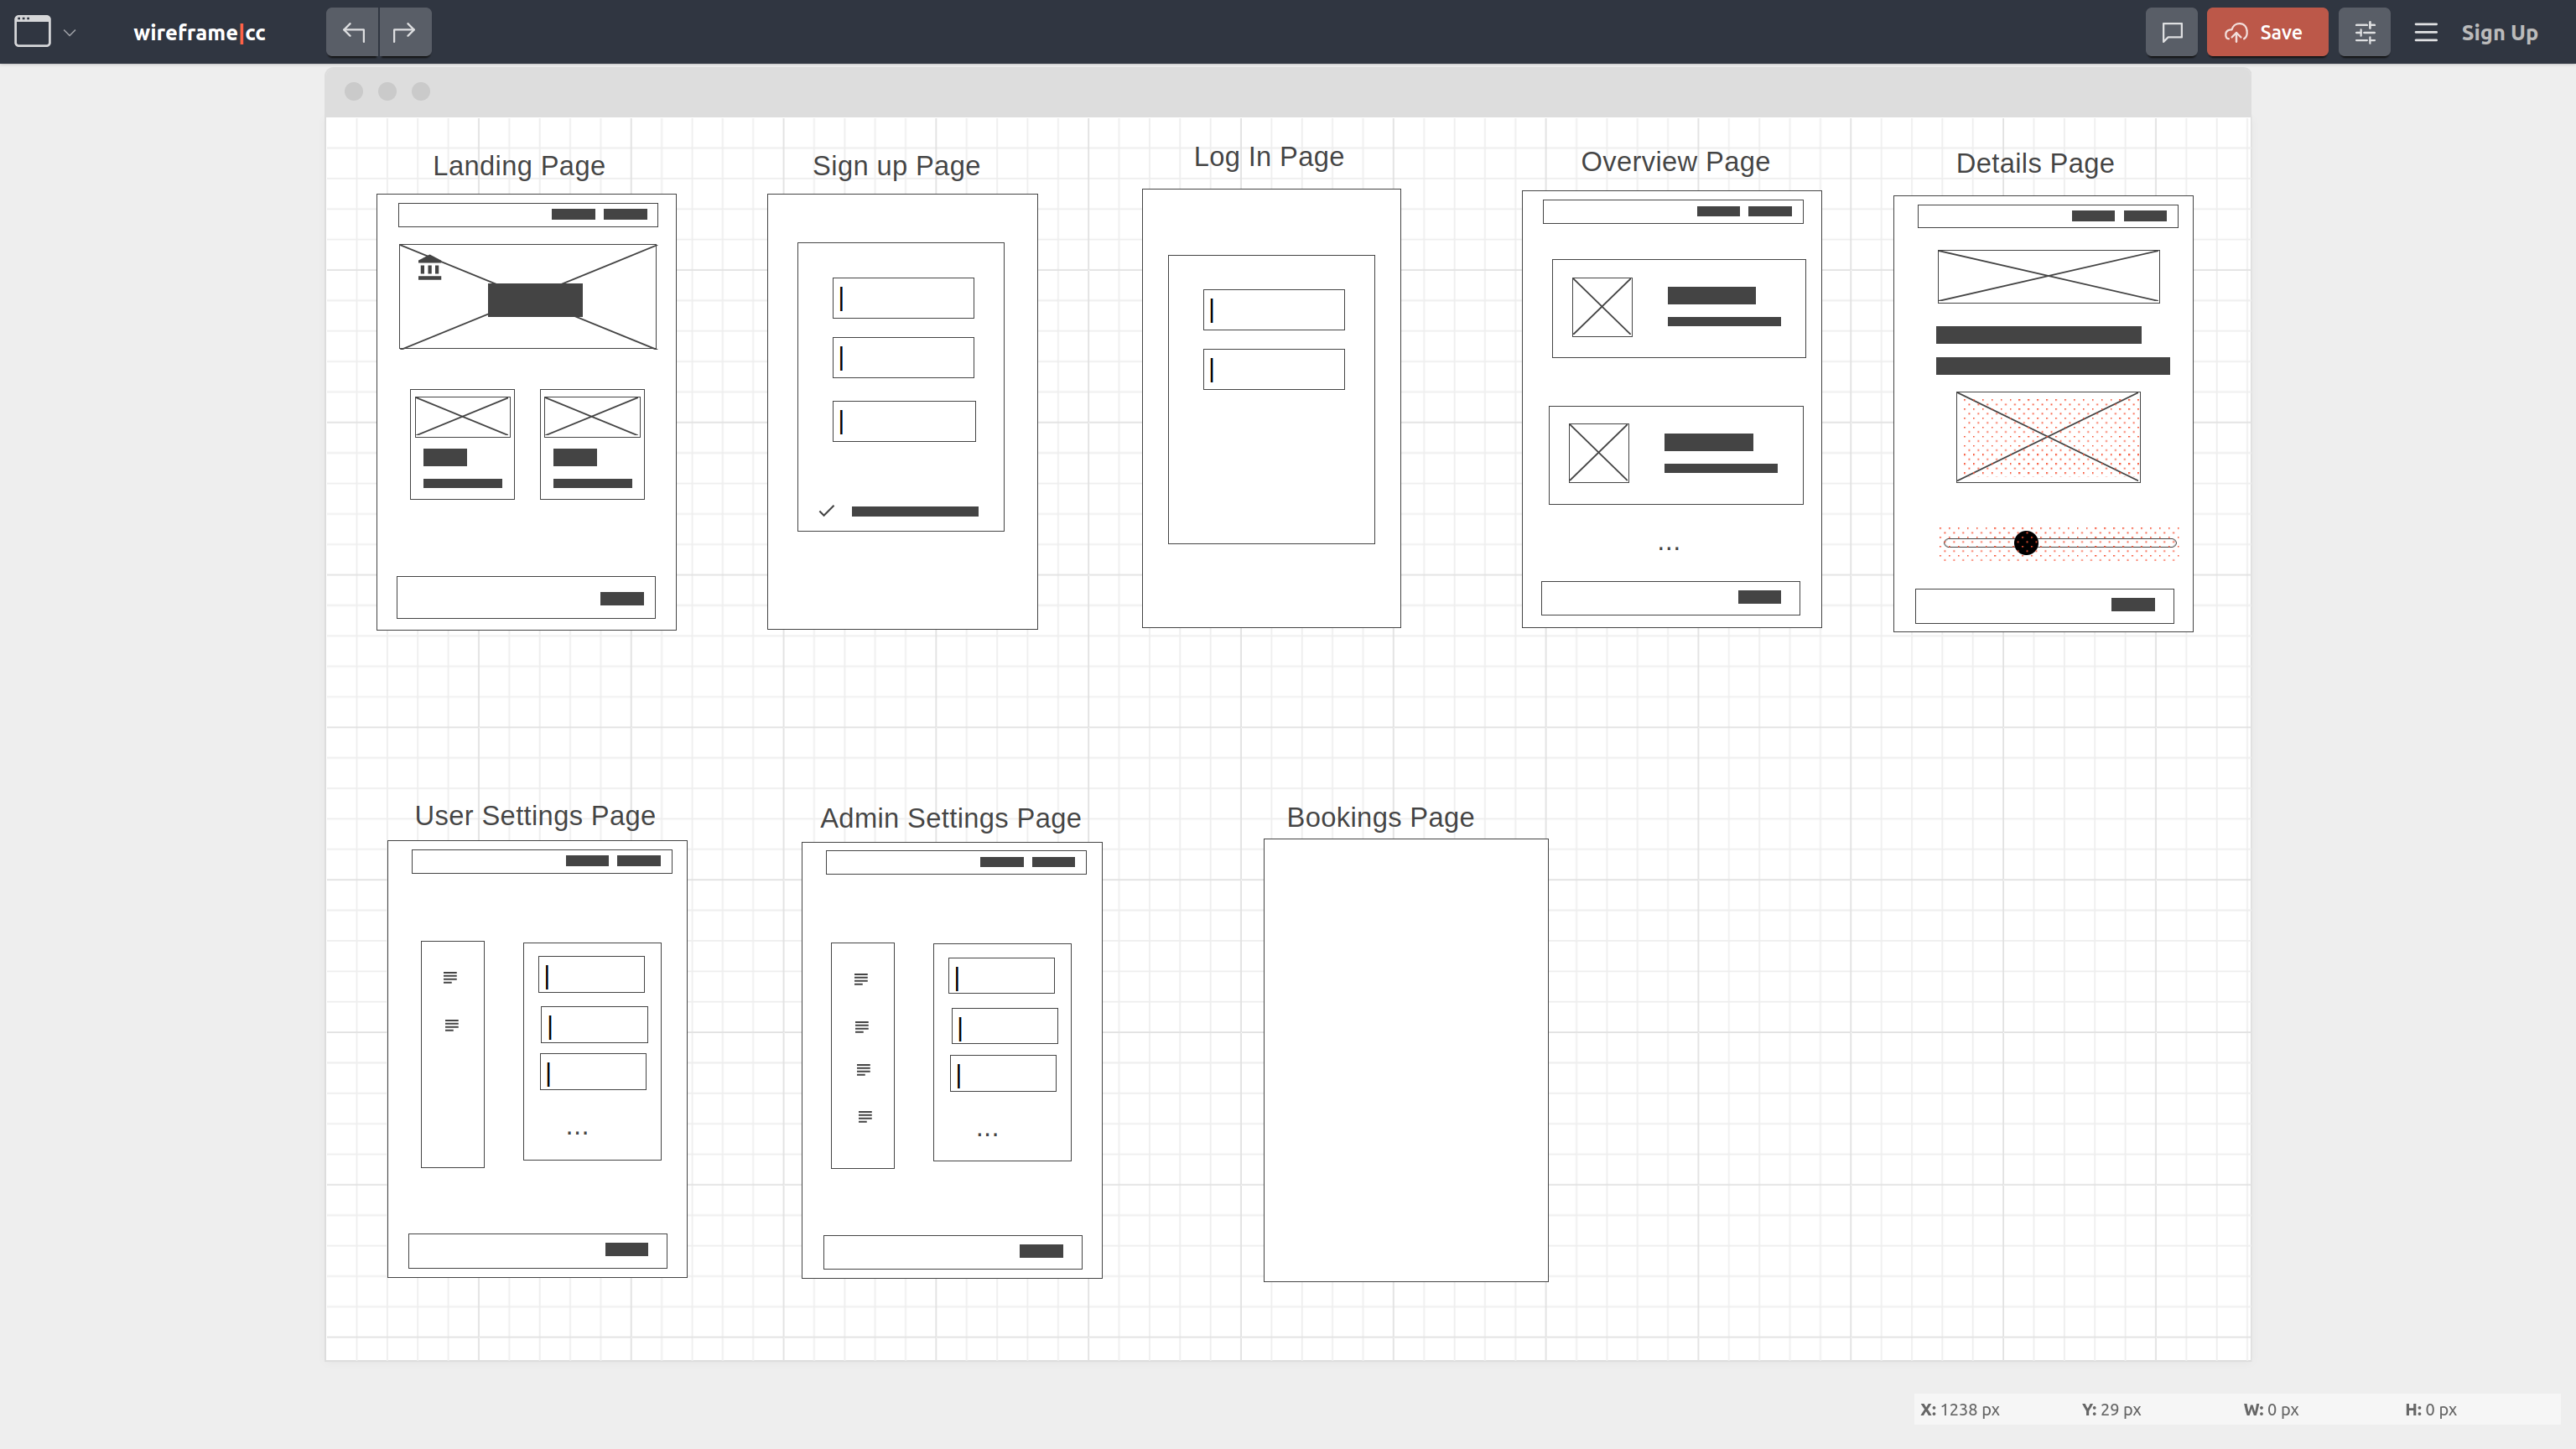 wireframe|cc
Save
Sign Up
Landing Page
Sign up Page
Log In Page
Overview Page
Details Page
...
User Settings Page
Admin Settings Page
Bookings Page
...
...
X: 1238 px
Y: 29 px
W: 0 px
H: 0 px